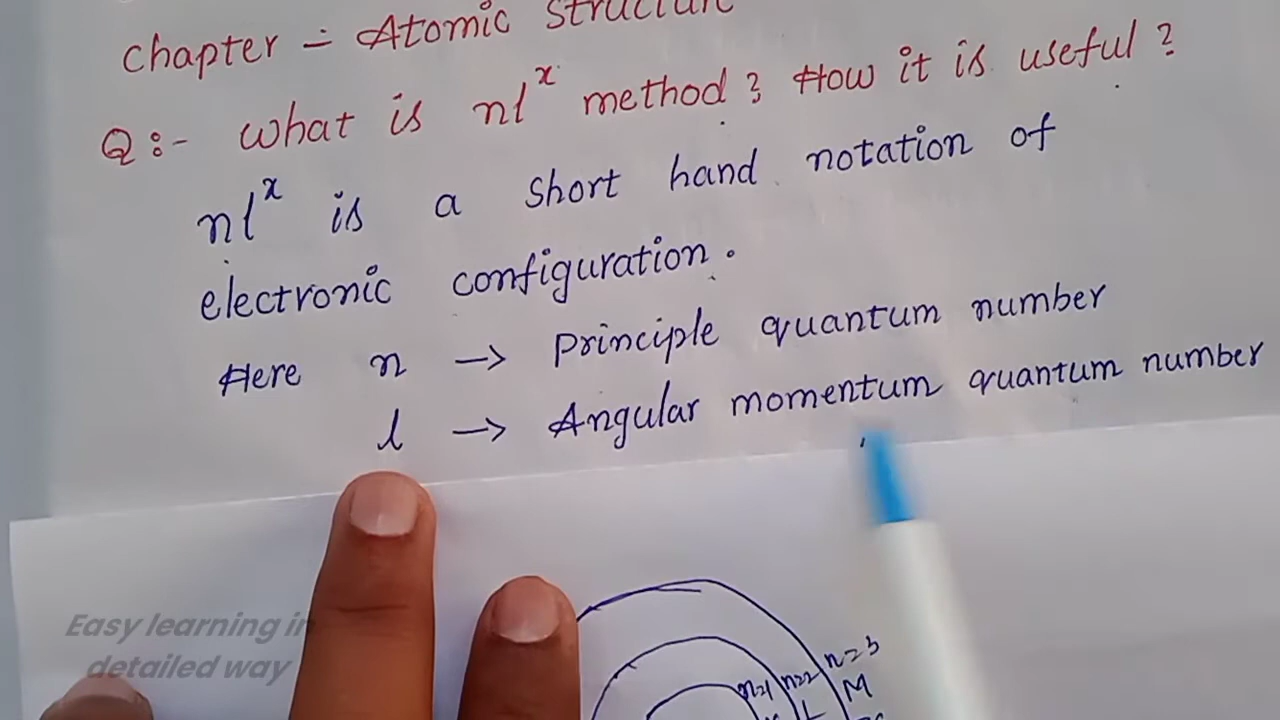 Chapter - Atomic Structure
Q:- What is nl^x method? How it is useful?
nl^x is a short hand notation of
electronic configuration.
Here n → Principle quantum number
l → Angular momentum quantum number
Easy learning in
detailed way
n=1 n=2 n=3
L M